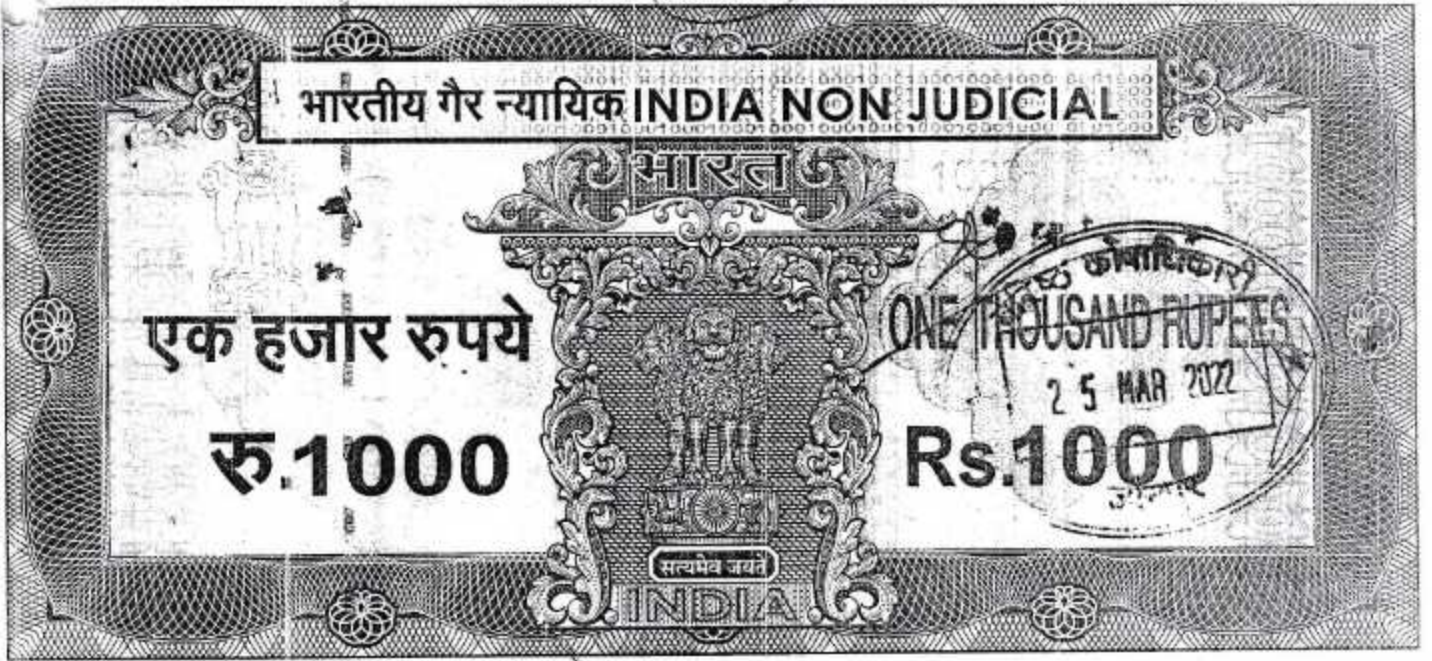 भारतीय गैर न्यायिक INDIA NON JUDICIAL
भारत
एक हजार रुपये
रु.1000
कोषाधिकारी
ONE THOUSAND RUPEES
25 MAR 2022
Rs.1000
सत्यमेव जयते
INDIA